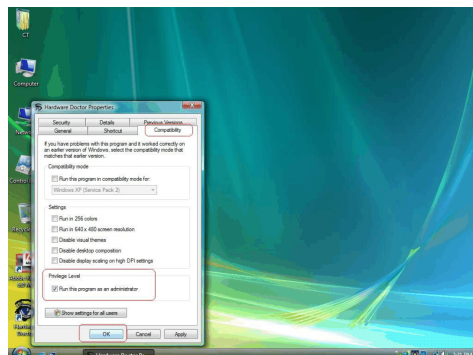 CT
Computer
Hardware Doctor Properties
Security
Details
Previous Versions
General
Shortcut
Compatibility
If you have problems with this program and it worked correctly on
an earlier version of Windows, select the compatibility mode that
matches that earlier version.
Compatibility mode
Run this program in compatibility mode for:
Windows XP (Service Pack 2)
Settings
Run in 256 colors
Run in 640 x 480 screen resolution
Disable visual themes
Disable desktop composition
Disable display scaling on high DPI settings
Privilege Level
Run this program as an administrator
Show settings for all users
OK
Cancel
Apply